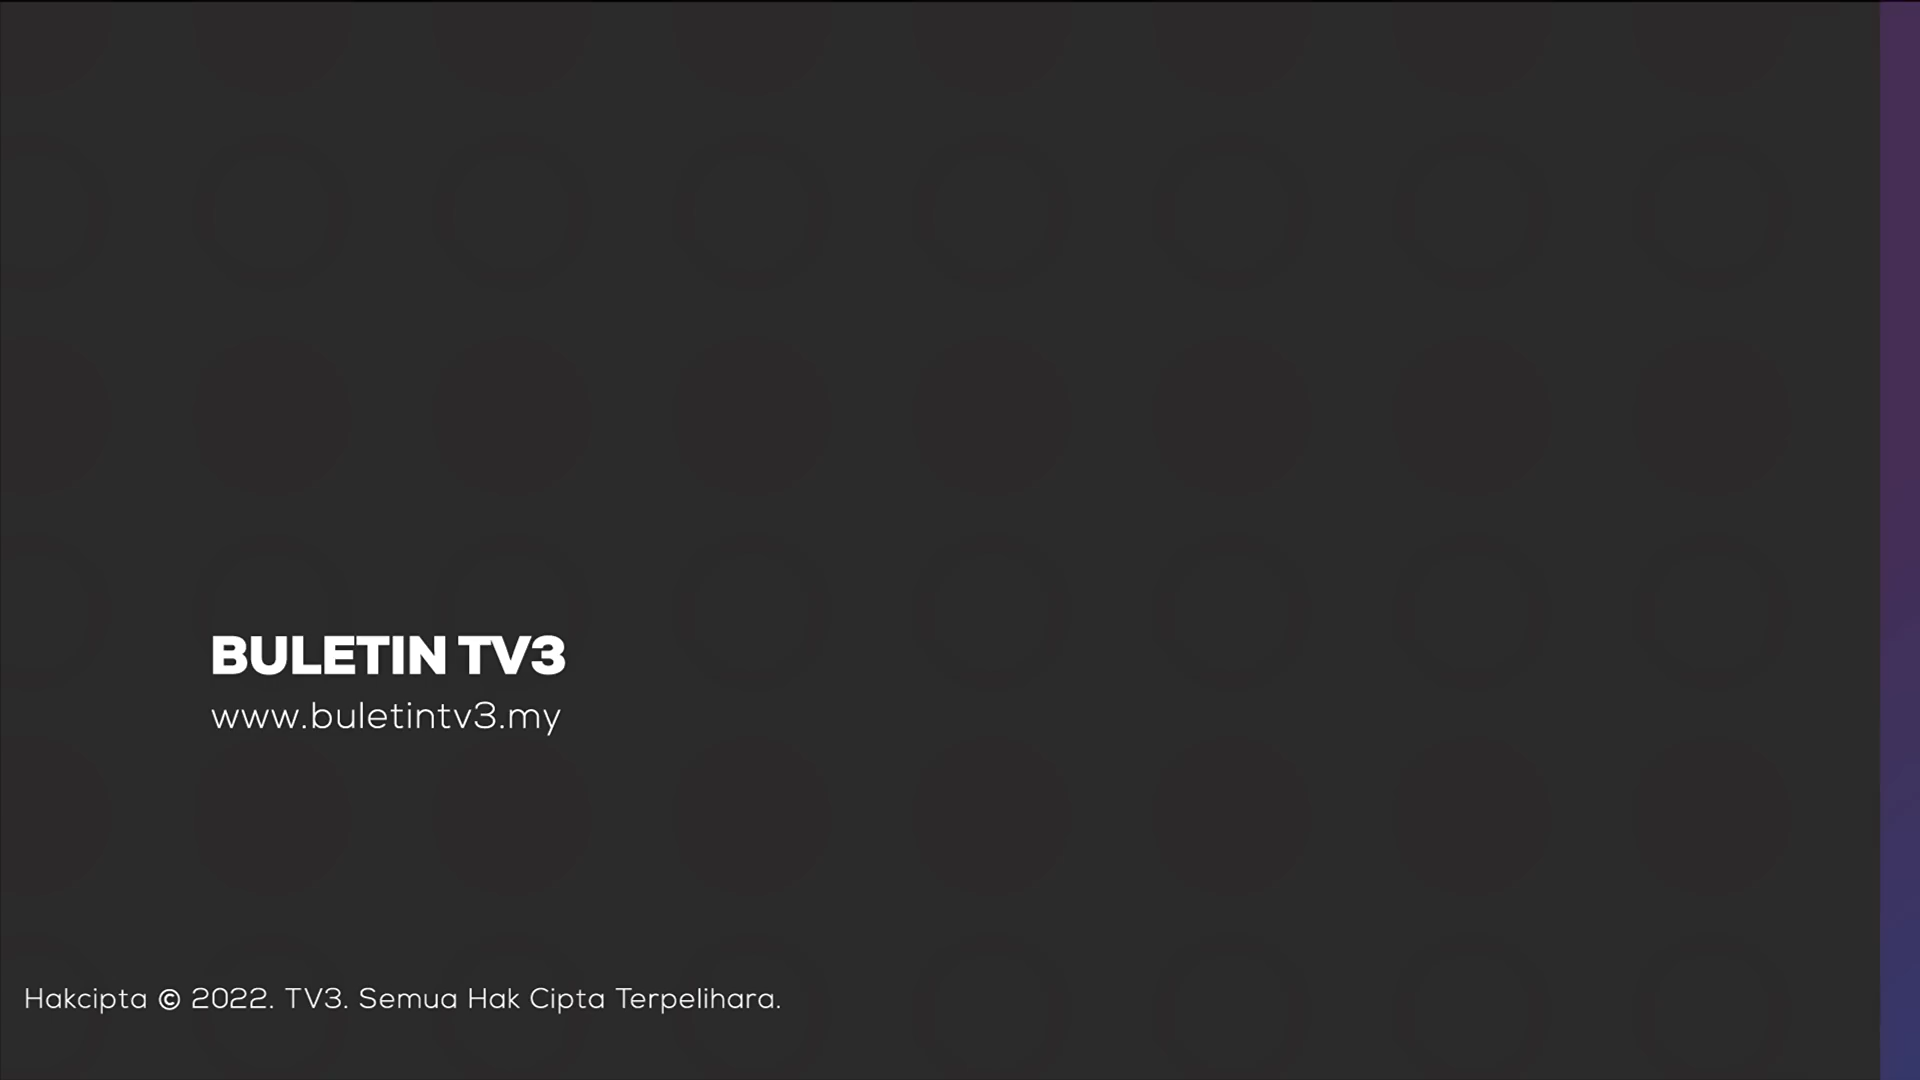 BULETIN TV3
www.buletintv3.my
Hakcipta © 2022. TV3. Semua Hak Cipta Terpelihara.